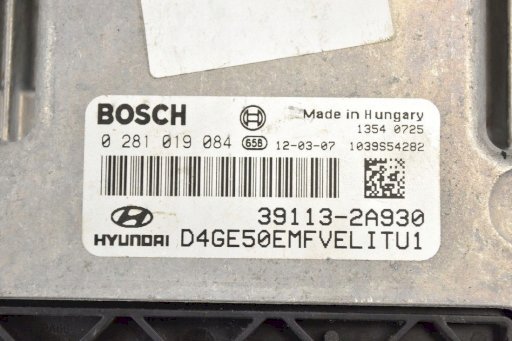 BOSCH Made in Hungary
1354 0725
0 281 019 084 658 12-03-07 1039S54282
39113-2A930
HYUNDAI D4GE50EMFVELITU1